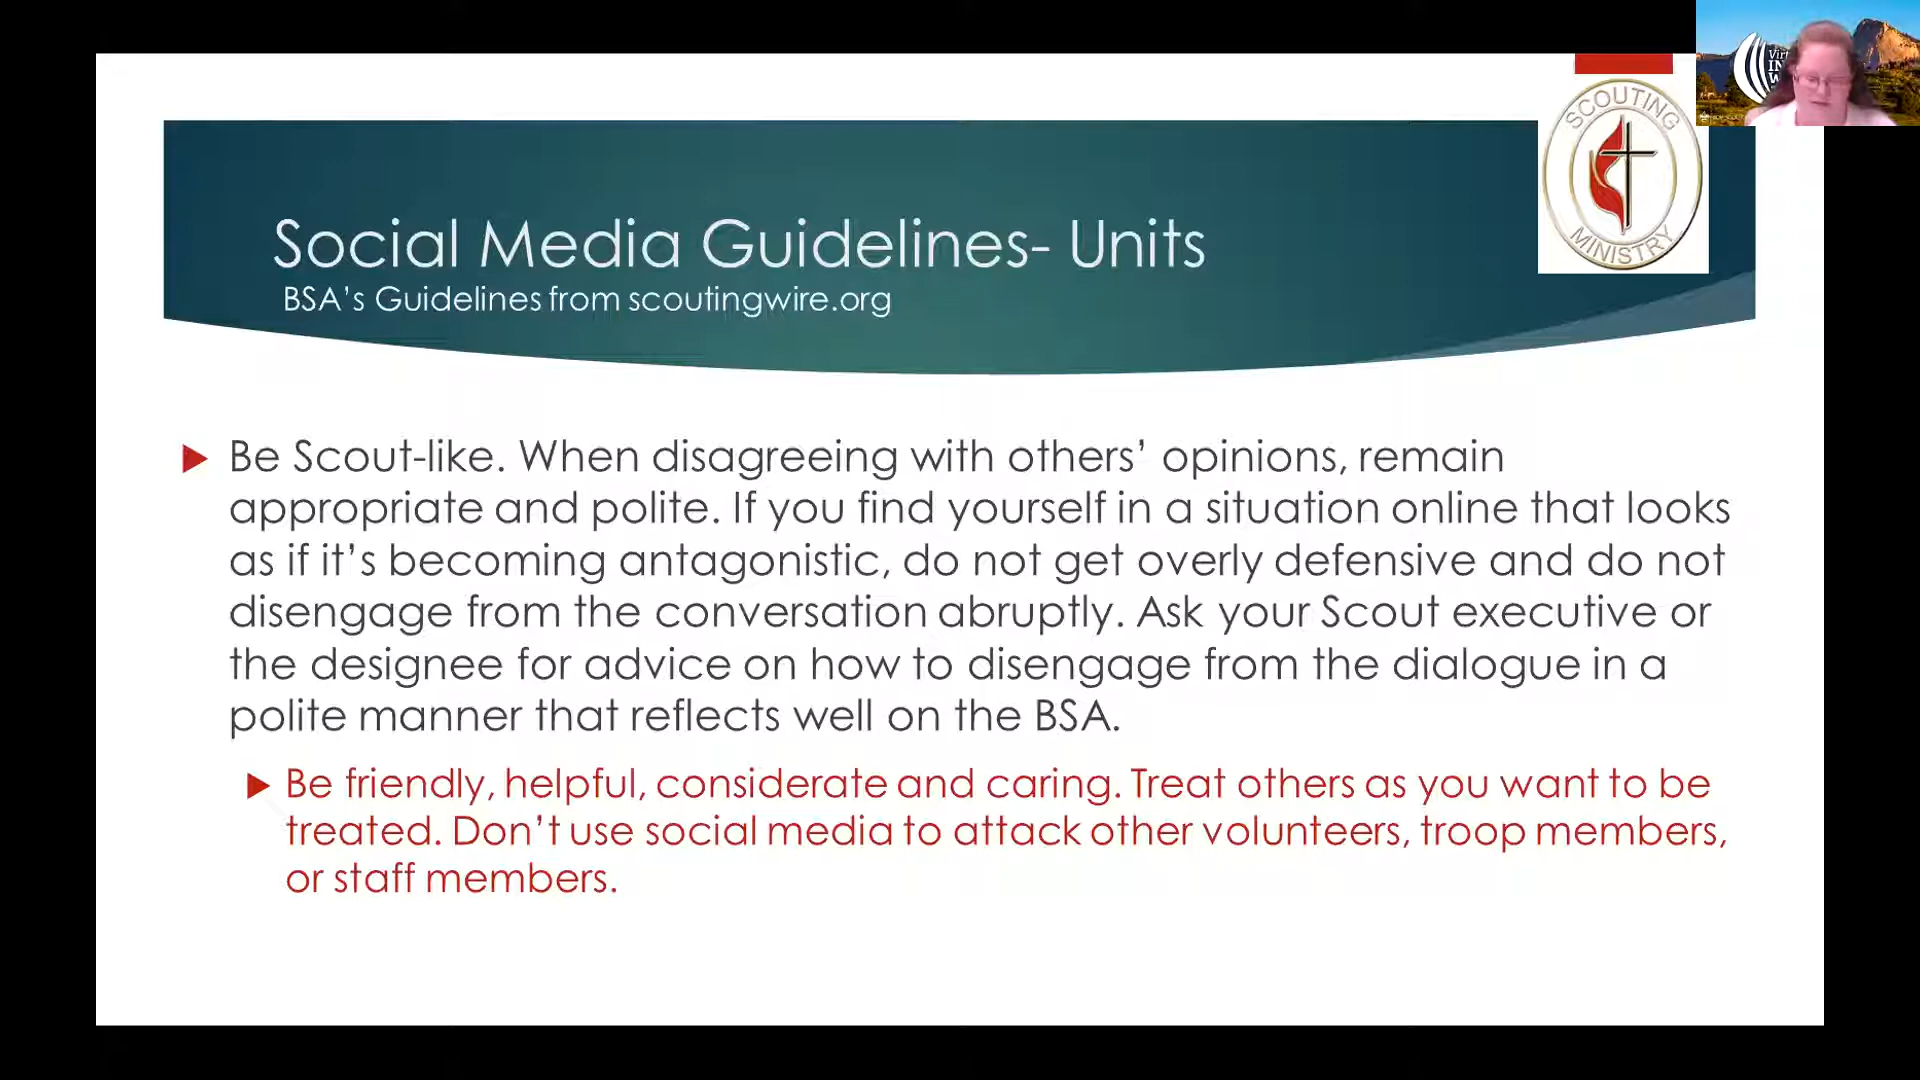 SCOUTING
MINISTRY
Social Media Guidelines- Units
BSA's Guidelines from scoutingwire.org
Be Scout-like. When disagreeing with others' opinions, remain
appropriate and polite. If you find yourself in a situation online that looks
as if it's becoming antagonistic, do not get overly defensive and do not
disengage from the conversation abruptly. Ask your Scout executive or
the designee for advice on how to disengage from the dialogue in a
polite manner that reflects well on the BSA.
Be friendly, helpful, considerate and caring. Treat others as you want to be
treated. Don't use social media to attack other volunteers, troop members,
or staff members.